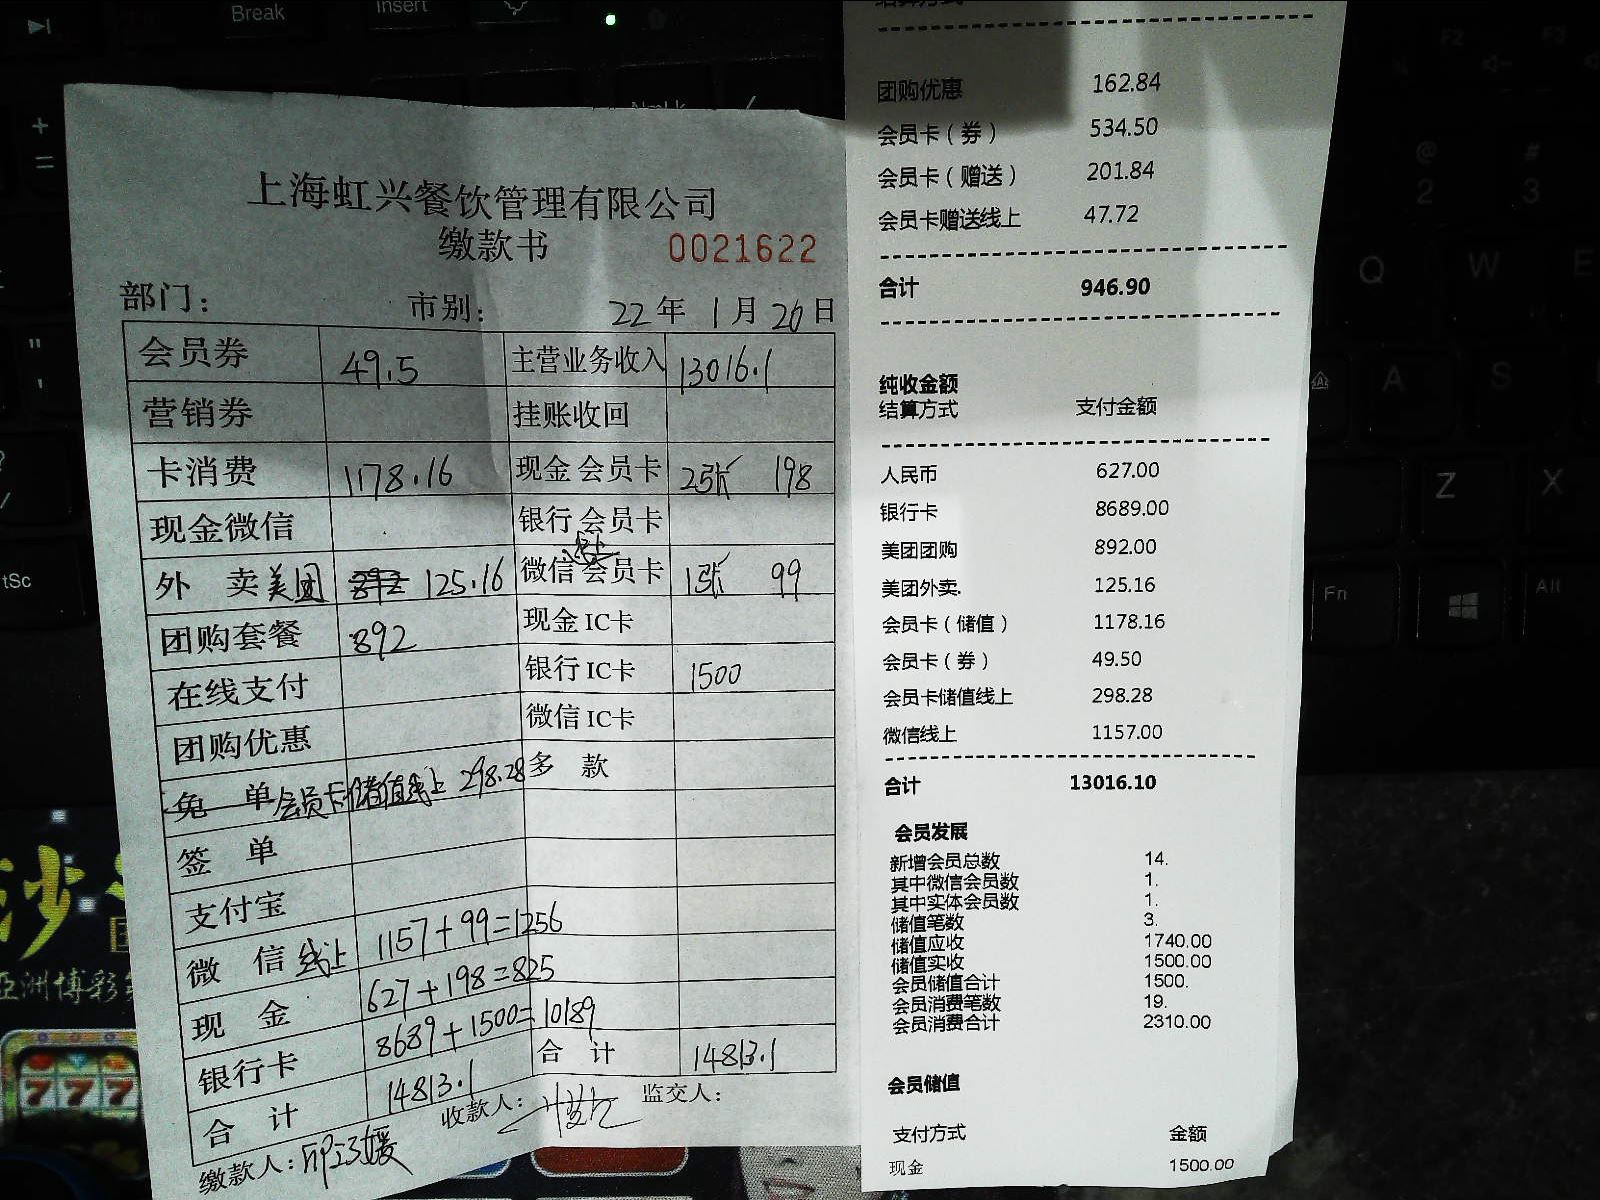 Break
Insert
上海虹兴餐饮管理有限公司
缴款书 0021622
部门： 市别： 22年 1月 20日
会员券 49.5 主营业务收入 13016.1
营销券 挂账收回
卡消费 1178.16 现金 会员卡 2张 198
现金微信 银行 会员卡
外 卖 美团 125.16 微信 线上 会员卡 1张 99
团购套餐 892 现金 IC卡
在线支付 银行 IC卡 1500
团购优惠 微信 IC卡
免 单 会员卡储值线上 298.28 多 款
签 单
支付宝
微 信 线上 1157+99=1256
现 金 627+198=825
银行卡 8689+1500=10189
合 计 14813.1 合 计 14813.1
缴款人： 收款人： 监交人：
团购优惠 162.84
会员卡（券） 534.50
会员卡（赠送） 201.84
会员卡赠送线上 47.72
合计 946.90
纯收金额
结算方式 支付金额
人民币 627.00
银行卡 8689.00
美团团购 892.00
美团外卖. 125.16
会员卡（储值） 1178.16
会员卡（券） 49.50
会员卡储值线上 298.28
微信线上 1157.00
合计 13016.10
会员发展
新增会员总数 14.
其中微信会员数 1.
其中实体会员数 1.
储值笔数 3.
储值应收 1740.00
储值实收 1500.00
会员储值合计 1500.
会员消费笔数 19.
会员消费合计 2310.00
会员储值
支付方式 金额
现金 1500.00
Q W E
A S
Z X
Fn
Alt
@ 2
# 3
F2
F3
tSc
沙
亞洲博彩
777